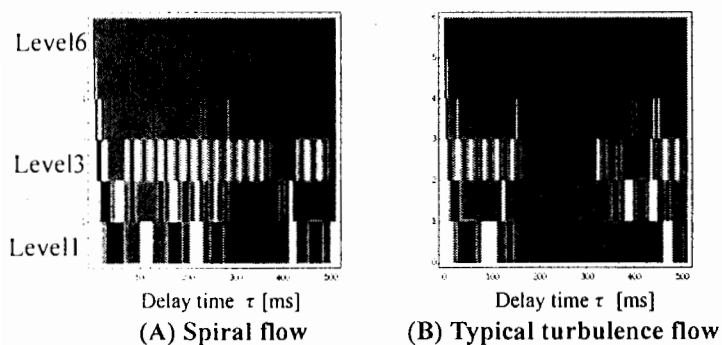 Level6
Level3
Level1
Delay time τ [ms]
(A) Spiral flow
Delay time τ [ms]
(B) Typical turbulence flow